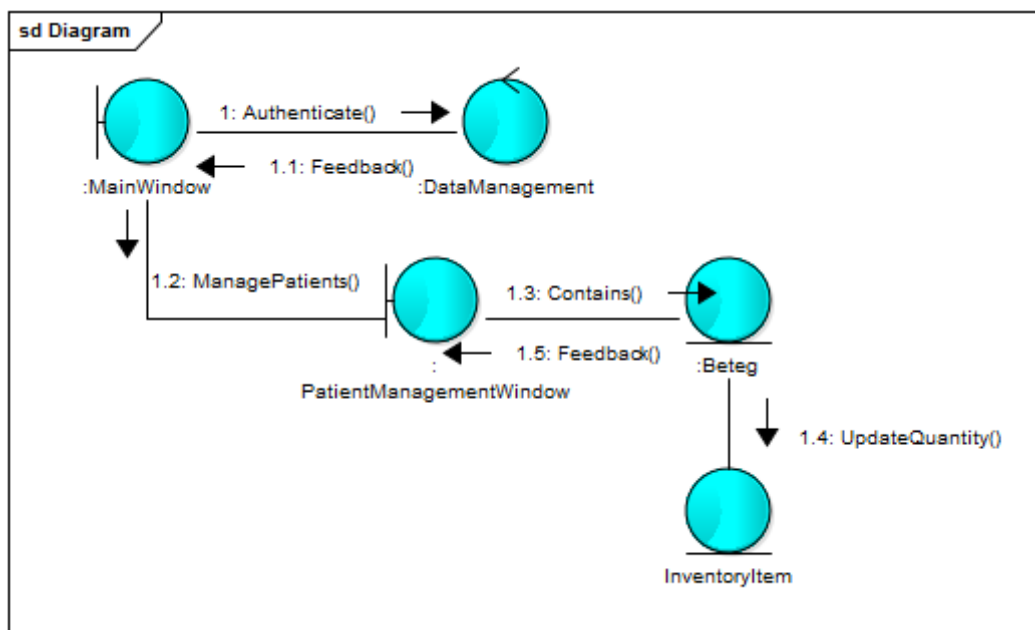 sd Diagram
1: Authenticate()
1.1: Feedback()
:MainWindow
:DataManagement
1.2: ManagePatients()
1.3: Contains()
1.5: Feedback()
:
PatientManagementWindow
:Beteg
1.4: UpdateQuantity()
InventoryItem